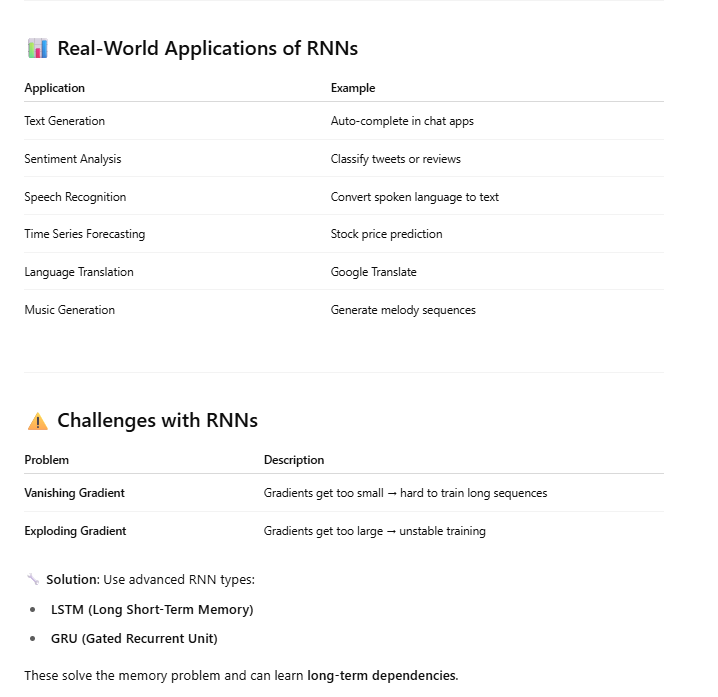 📊 Real-World Applications of RNNs
Application Example
Text Generation Auto-complete in chat apps
Sentiment Analysis Classify tweets or reviews
Speech Recognition Convert spoken language to text
Time Series Forecasting Stock price prediction
Language Translation Google Translate
Music Generation Generate melody sequences
⚠️ Challenges with RNNs
Problem Description
Vanishing Gradient Gradients get too small → hard to train long sequences
Exploding Gradient Gradients get too large → unstable training
🔧 Solution: Use advanced RNN types:
• LSTM (Long Short-Term Memory)
• GRU (Gated Recurrent Unit)
These solve the memory problem and can learn long-term dependencies.